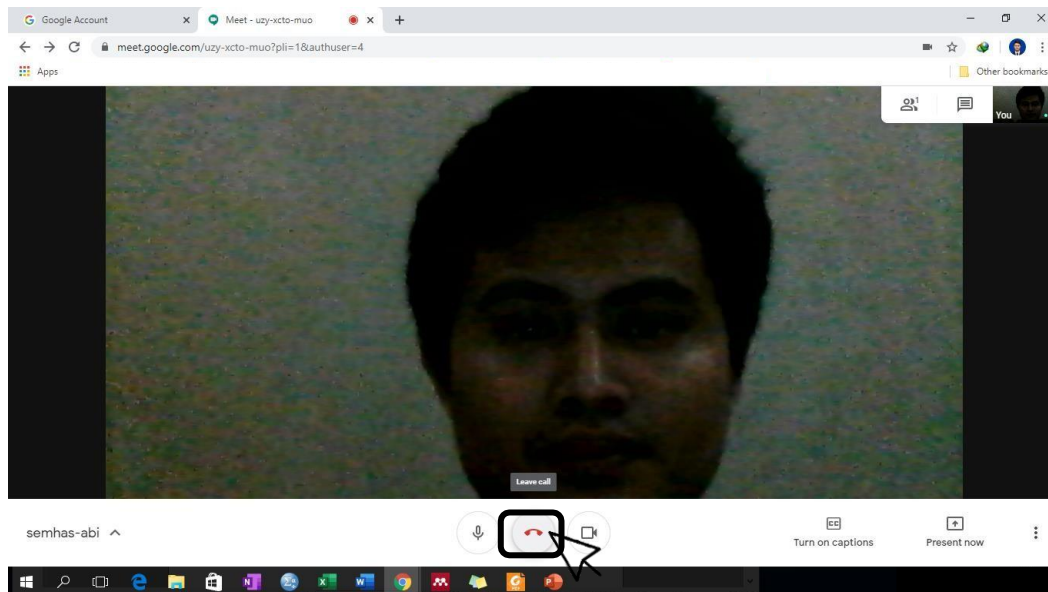 Google Account
Meet - uzy-xcto-muo
meet.google.com/uzy-xcto-muo?pli=1&authuser=4
Apps
Other bookmarks
1
You
Leave call
semhas-abi
CC
Turn on captions
Present now